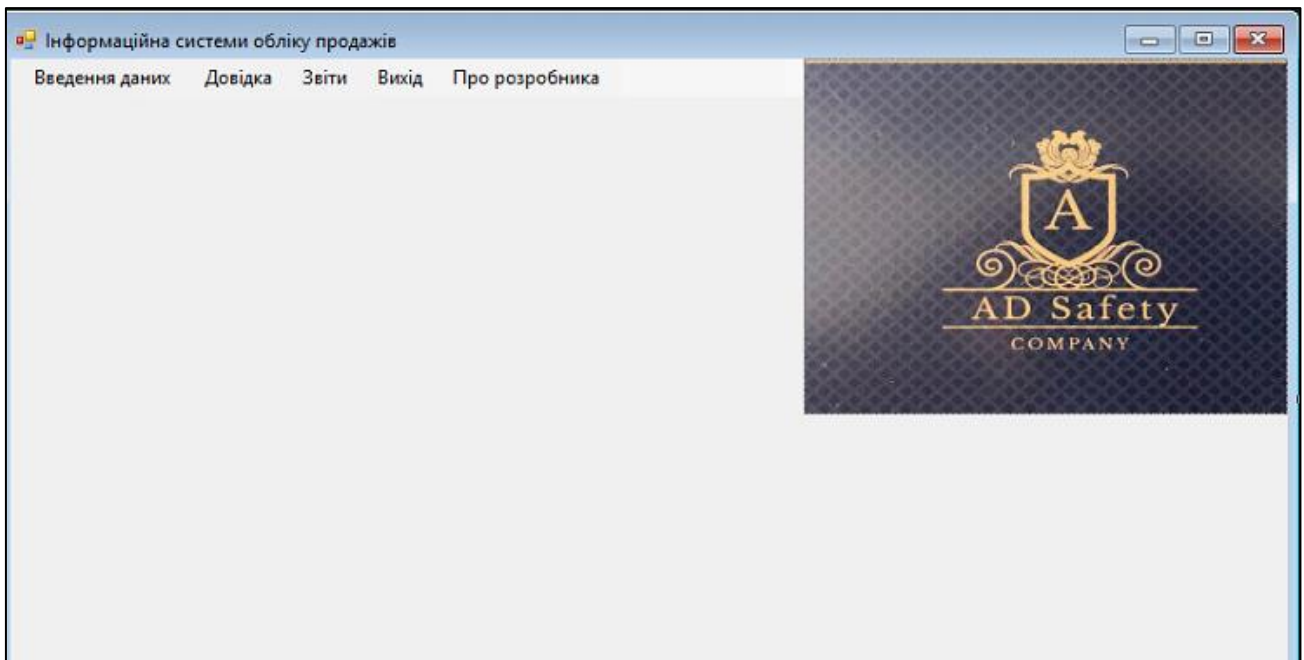 Інформаційна системи обліку продажів
Введення даних Довідка Звіти Вихід Про розробника
A
AD Safety
COMPANY